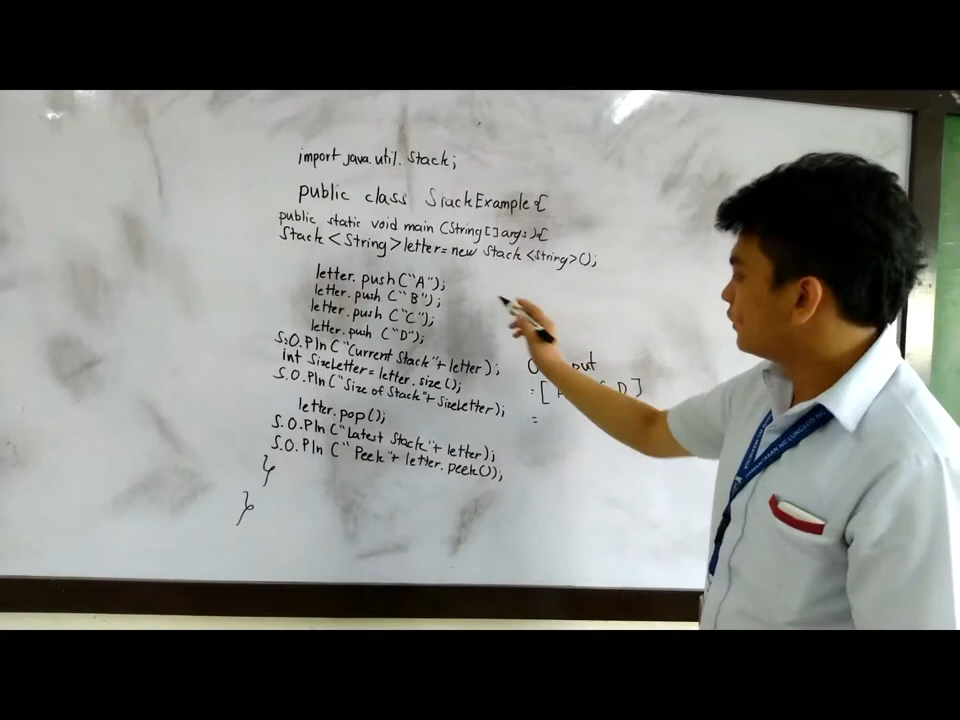 import java.util.Stack;
public class StackExample{
public static void main (String[]args){
Stack<String>letter=new Stack<String>();
letter.push("A");
letter.push ("B");
letter.push ("C");
letter.push ("D");
S.O.Pln ("Current Stack"+ letter);
int SizeLetter= letter.size();
S.O.Pln ("Size of Stack"+ SizeLetter);
letter.pop();
S.O.Pln ("Latest Stack"+ letter);
S.O.Pln ("Peek"+ letter.peek());
}
}
=[ D]
=